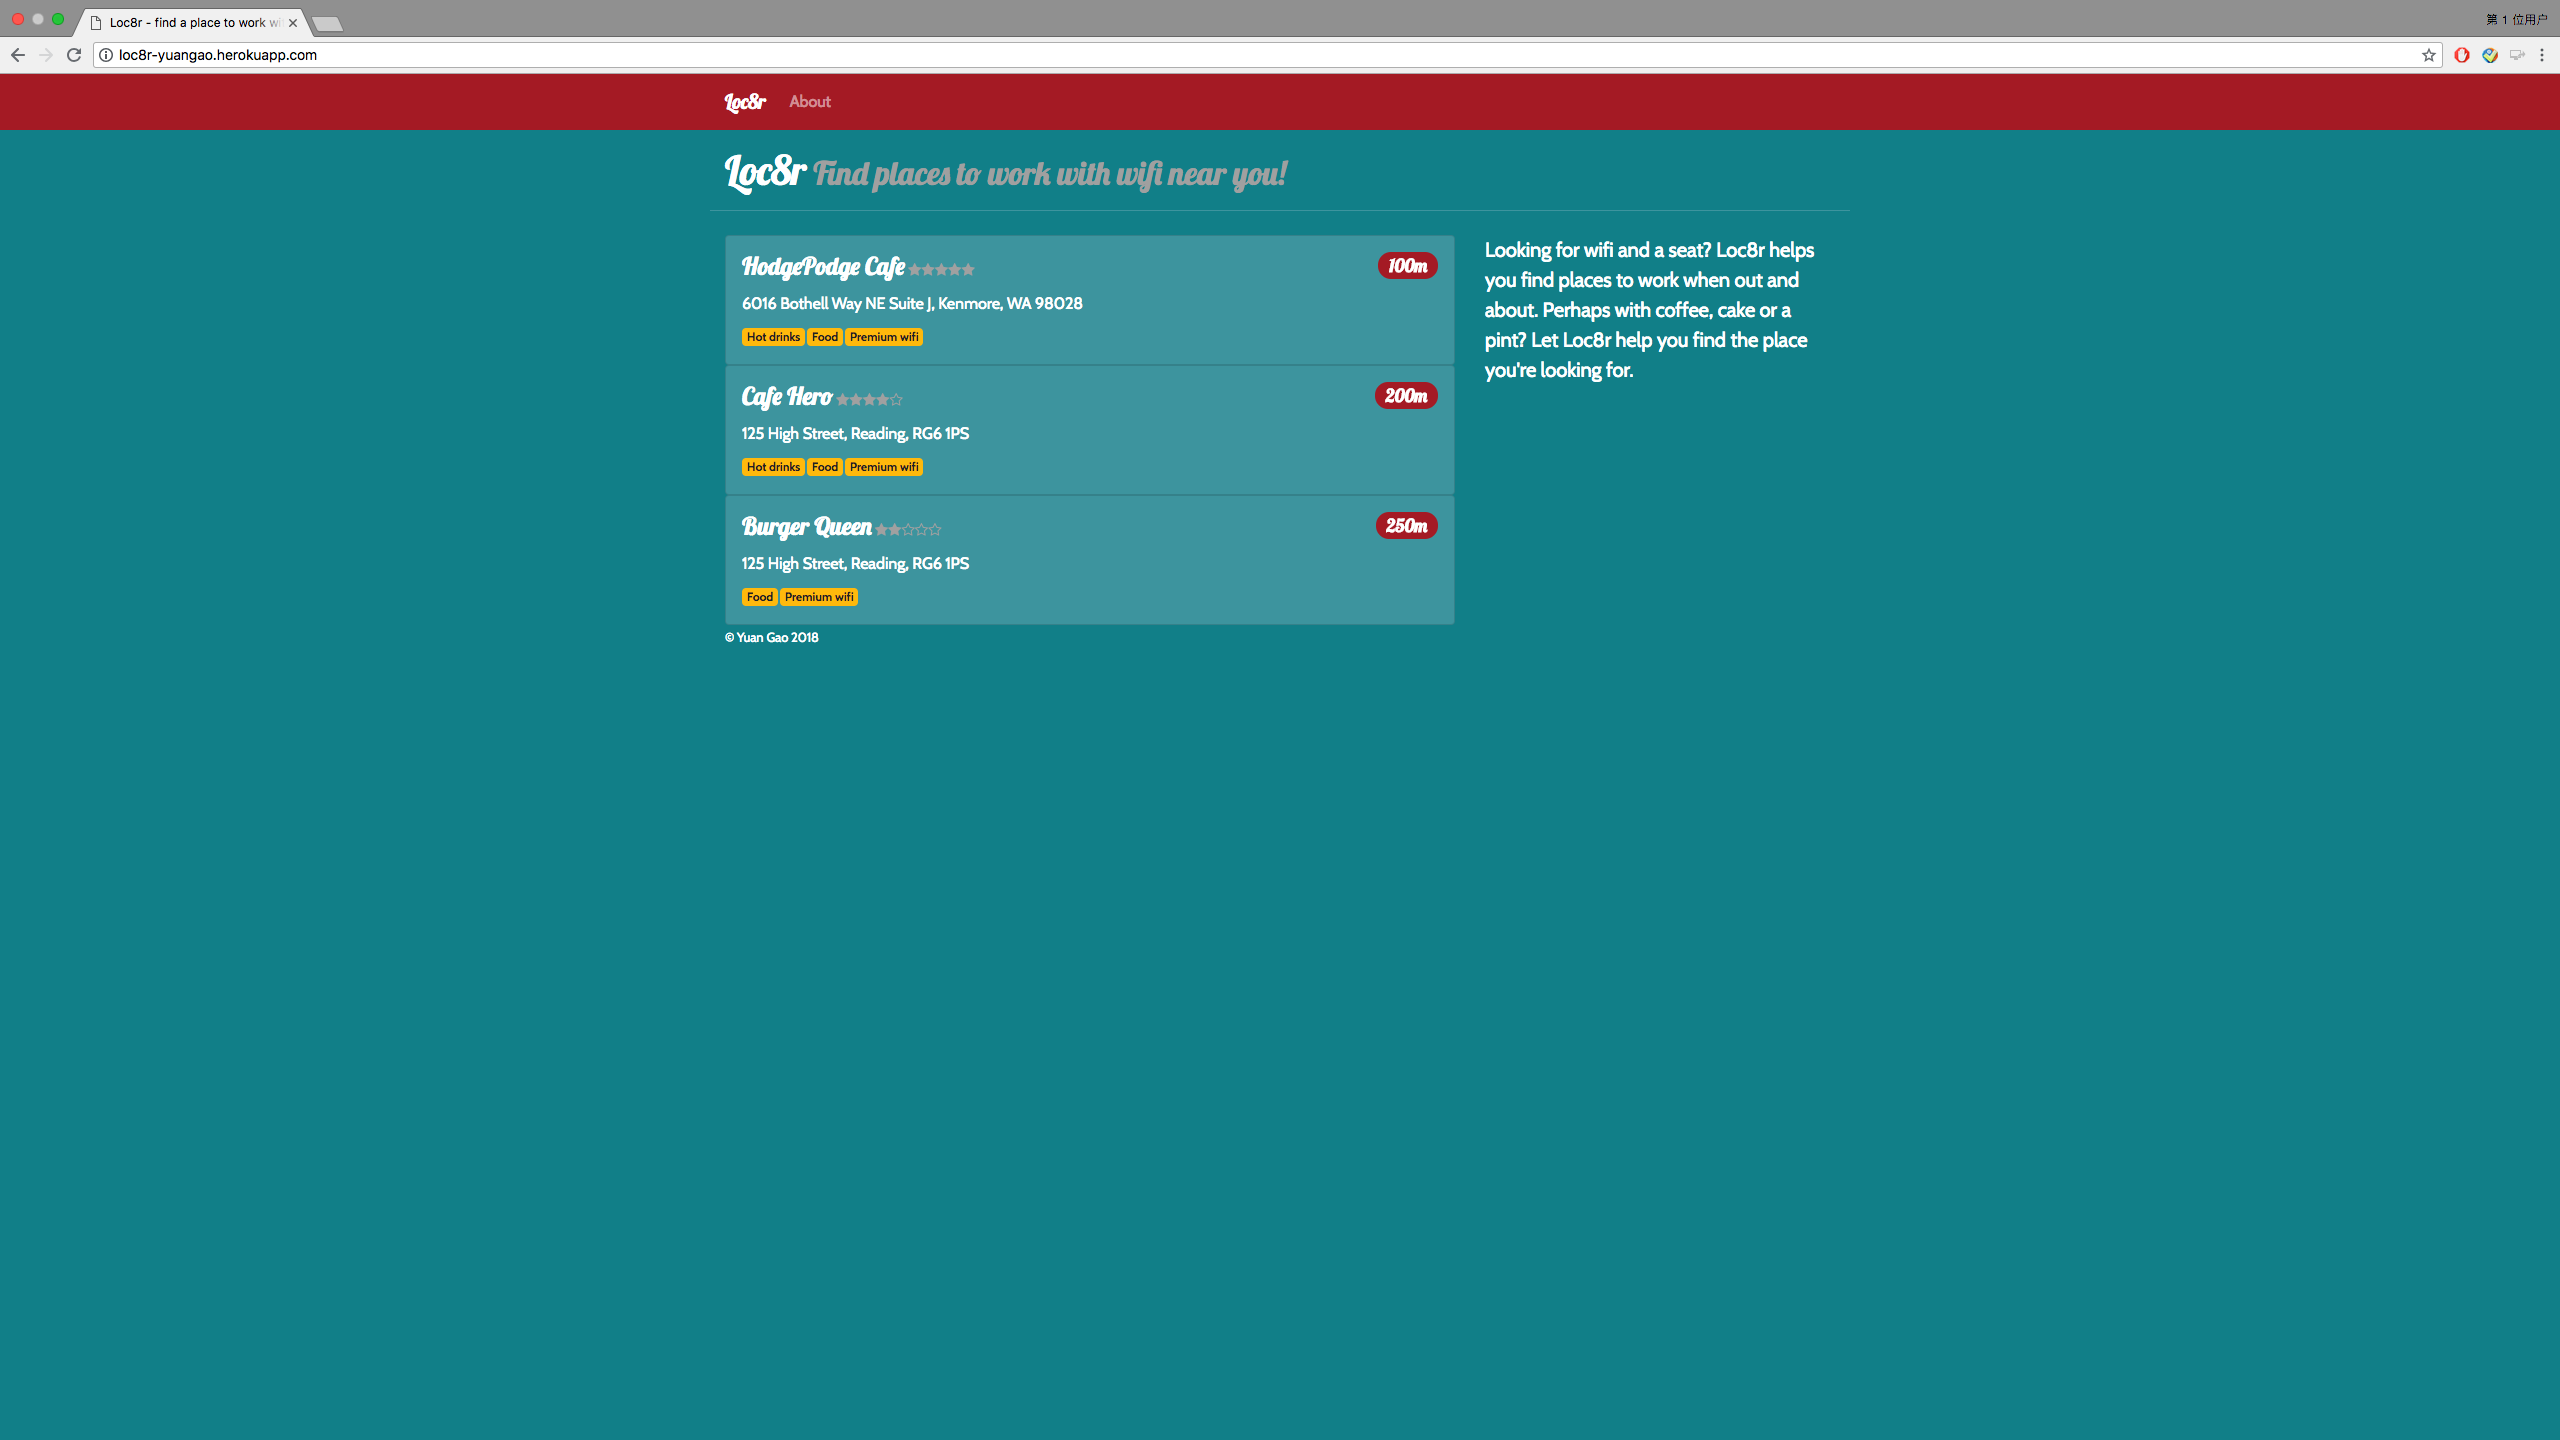 Loc8r - find a place to work wi
第 1 位用户
loc8r-yuangao.herokuapp.com
Loc8r About
Loc8r Find places to work with wifi near you!
HodgePodge Cafe 100m
6016 Bothell Way NE Suite J, Kenmore, WA 98028
Hot drinks Food Premium wifi
Cafe Hero 200m
125 High Street, Reading, RG6 1PS
Hot drinks Food Premium wifi
Burger Queen 250m
125 High Street, Reading, RG6 1PS
Food Premium wifi
Looking for wifi and a seat? Loc8r helps
you find places to work when out and
about. Perhaps with coffee, cake or a
pint? Let Loc8r help you find the place
you're looking for.
© Yuan Gao 2018